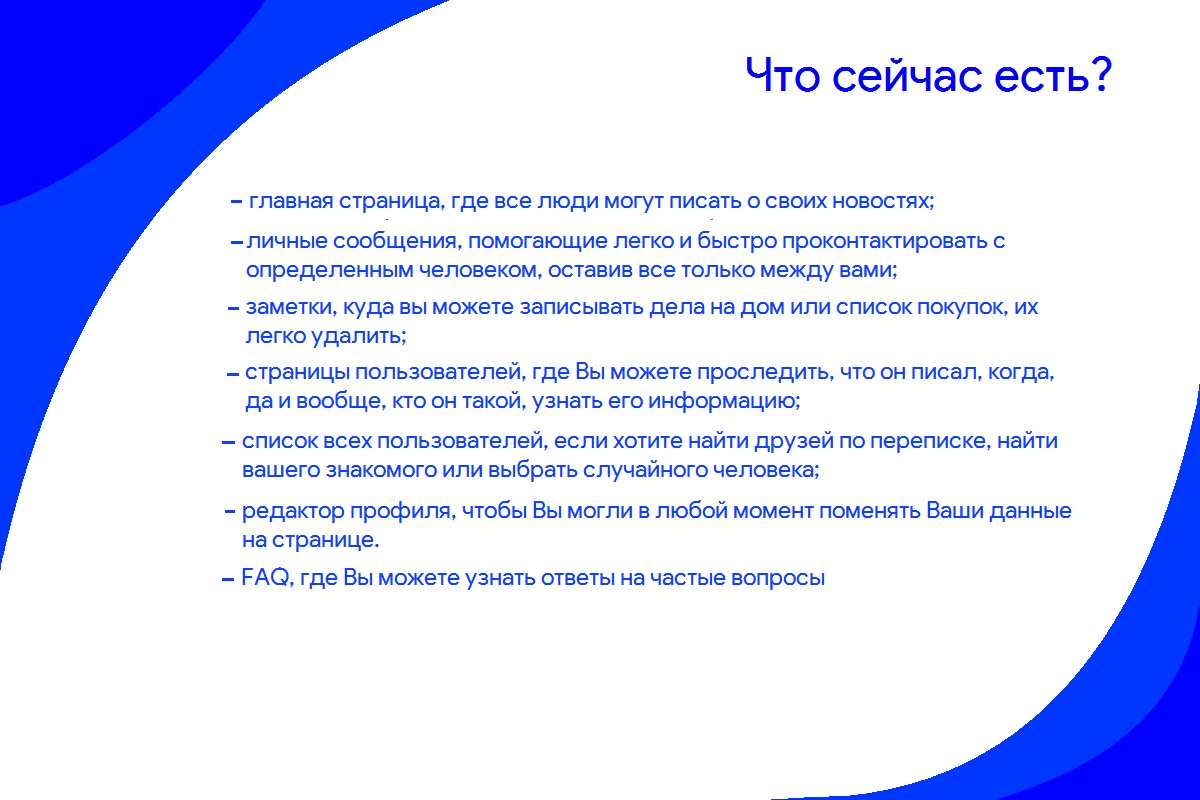 Что сейчас есть?
– главная страница, где все люди могут писать о своих новостях;
– личные сообщения, помогающие легко и быстро проконтактировать с
определенным человеком, оставив все только между вами;
– заметки, куда вы можете записывать дела на дом или список покупок, их
легко удалить;
– страницы пользователей, где Вы можете проследить, что он писал, когда,
да и вообще, кто он такой, узнать его информацию;
– список всех пользователей, если хотите найти друзей по переписке, найти
вашего знакомого или выбрать случайного человека;
– редактор профиля, чтобы Вы могли в любой момент поменять Ваши данные
на странице.
– FAQ, где Вы можете узнать ответы на частые вопросы